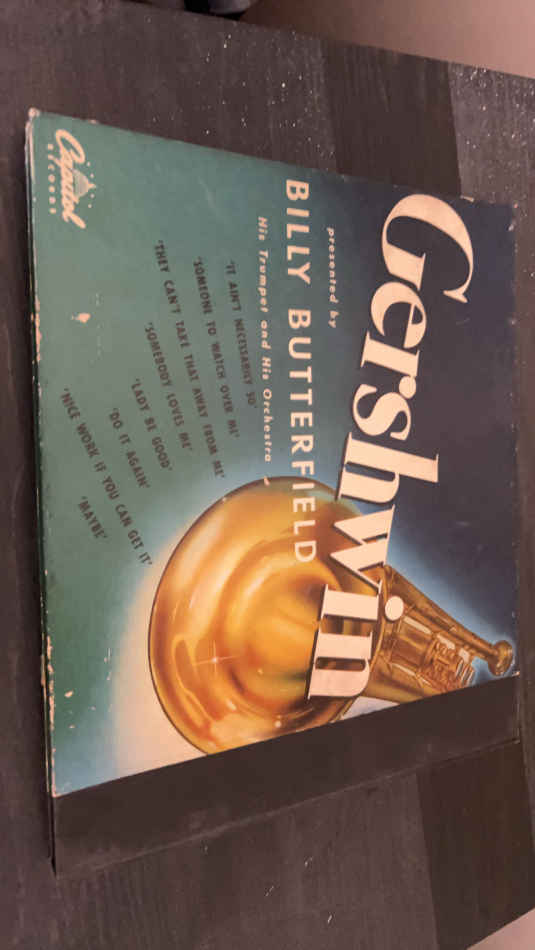 Gershwin
presented by
BILLY BUTTERFIELD
His Trumpet and His Orchestra
'IT AIN'T NECESSARILY SO'
'SOMEONE TO WATCH OVER ME'
'THEY CAN'T TAKE THAT AWAY FROM ME'
'SOMEBODY LOVES ME'
'LADY BE GOOD'
'DO IT AGAIN'
'NICE WORK IF YOU CAN GET IT'
'MAYBE'
Capitol
RECORDS